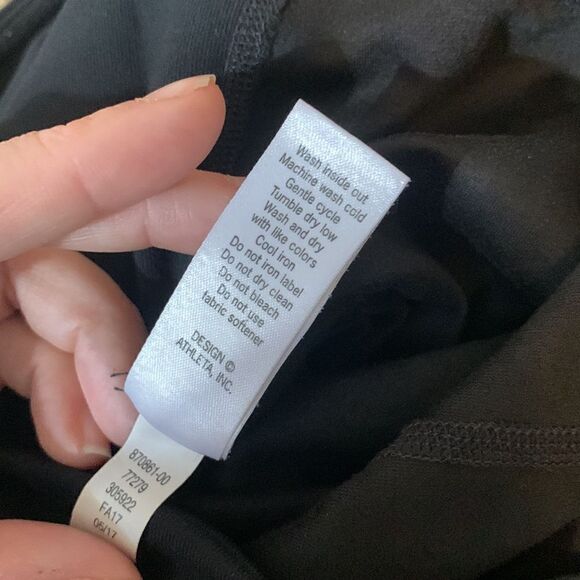 Wash inside out
Machine wash cold
Gentle cycle
Tumble dry low
Wash and dry
with like colors
Cool iron
Do not iron label
Do not dry clean
Do not bleach
Do not use
fabric softener
DESIGN ©
ATHLETA, INC.
870861-00
77279
305922
FA17
06/17